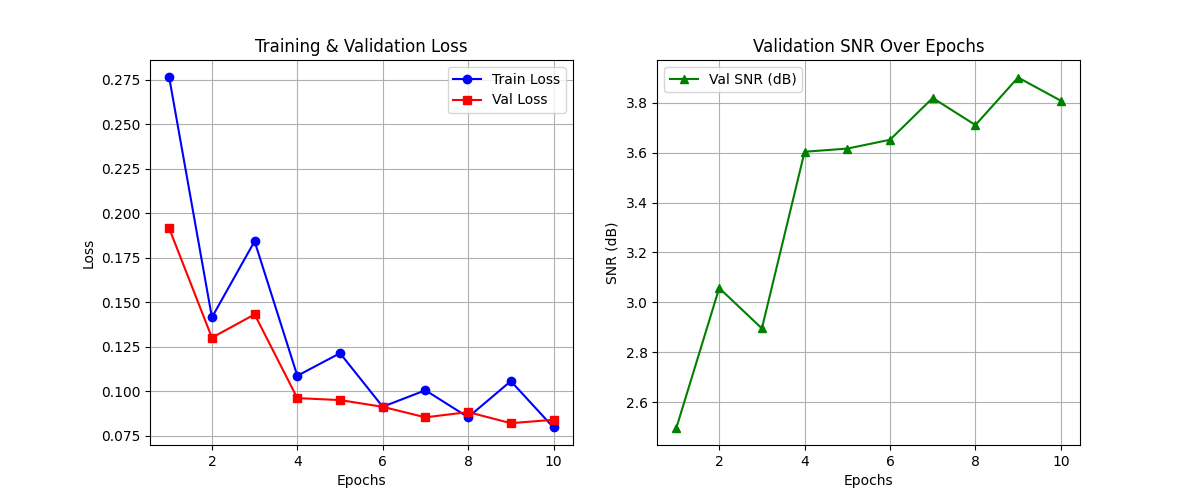 Training & Validation Loss
Train Loss
Val Loss
0.275
0.250
0.225
0.200
0.175
0.150
0.125
0.100
0.075
Loss
2
4
6
8
10
Epochs
Validation SNR Over Epochs
Val SNR (dB)
3.8
3.6
3.4
3.2
3.0
2.8
2.6
SNR (dB)
2
4
6
8
10
Epochs